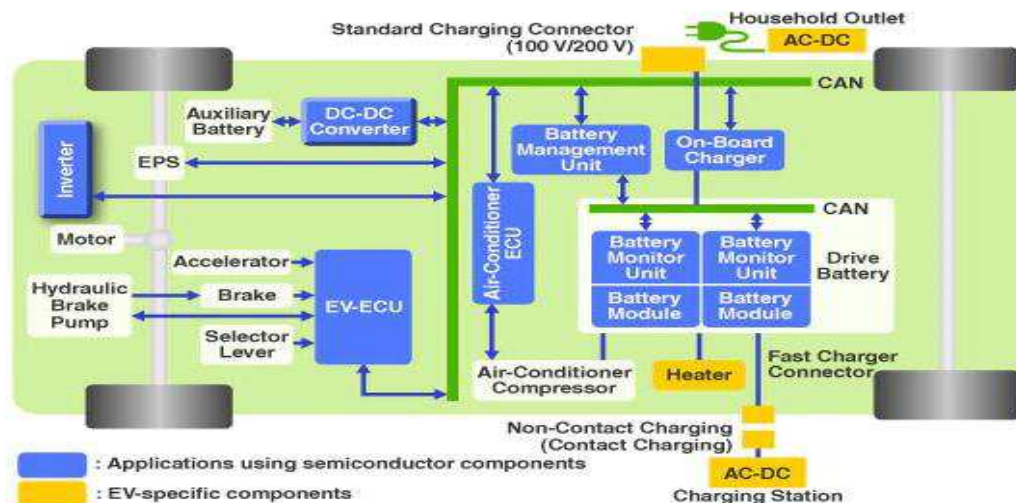 Household Outlet
Standard Charging Connector
(100 V/200 V)
AC-DC
CAN
Auxiliary
Battery
DC-DC
Converter
Battery
Management
Unit
On-Board
Charger
EPS
Inverter
Air-Conditioner
ECU
CAN
Motor
Battery
Monitor
Unit
Battery
Monitor
Unit
Drive
Battery
Accelerator
Hydraulic
Brake
Pump
Brake
EV-ECU
Battery
Module
Battery
Module
Selector
Lever
Air-Conditioner
Compressor
Heater
Fast Charger
Connector
Non-Contact Charging
(Contact Charging)
: Applications using semiconductor components
AC-DC
: EV-specific components
Charging Station